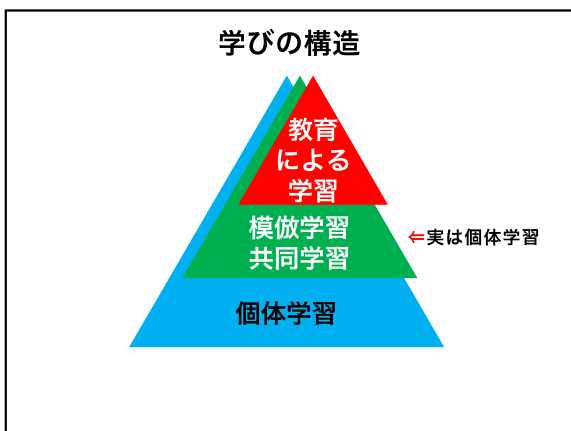 学びの構造
教育
による
学習
模倣学習
共同学習
⇐実は個体学習
個体学習